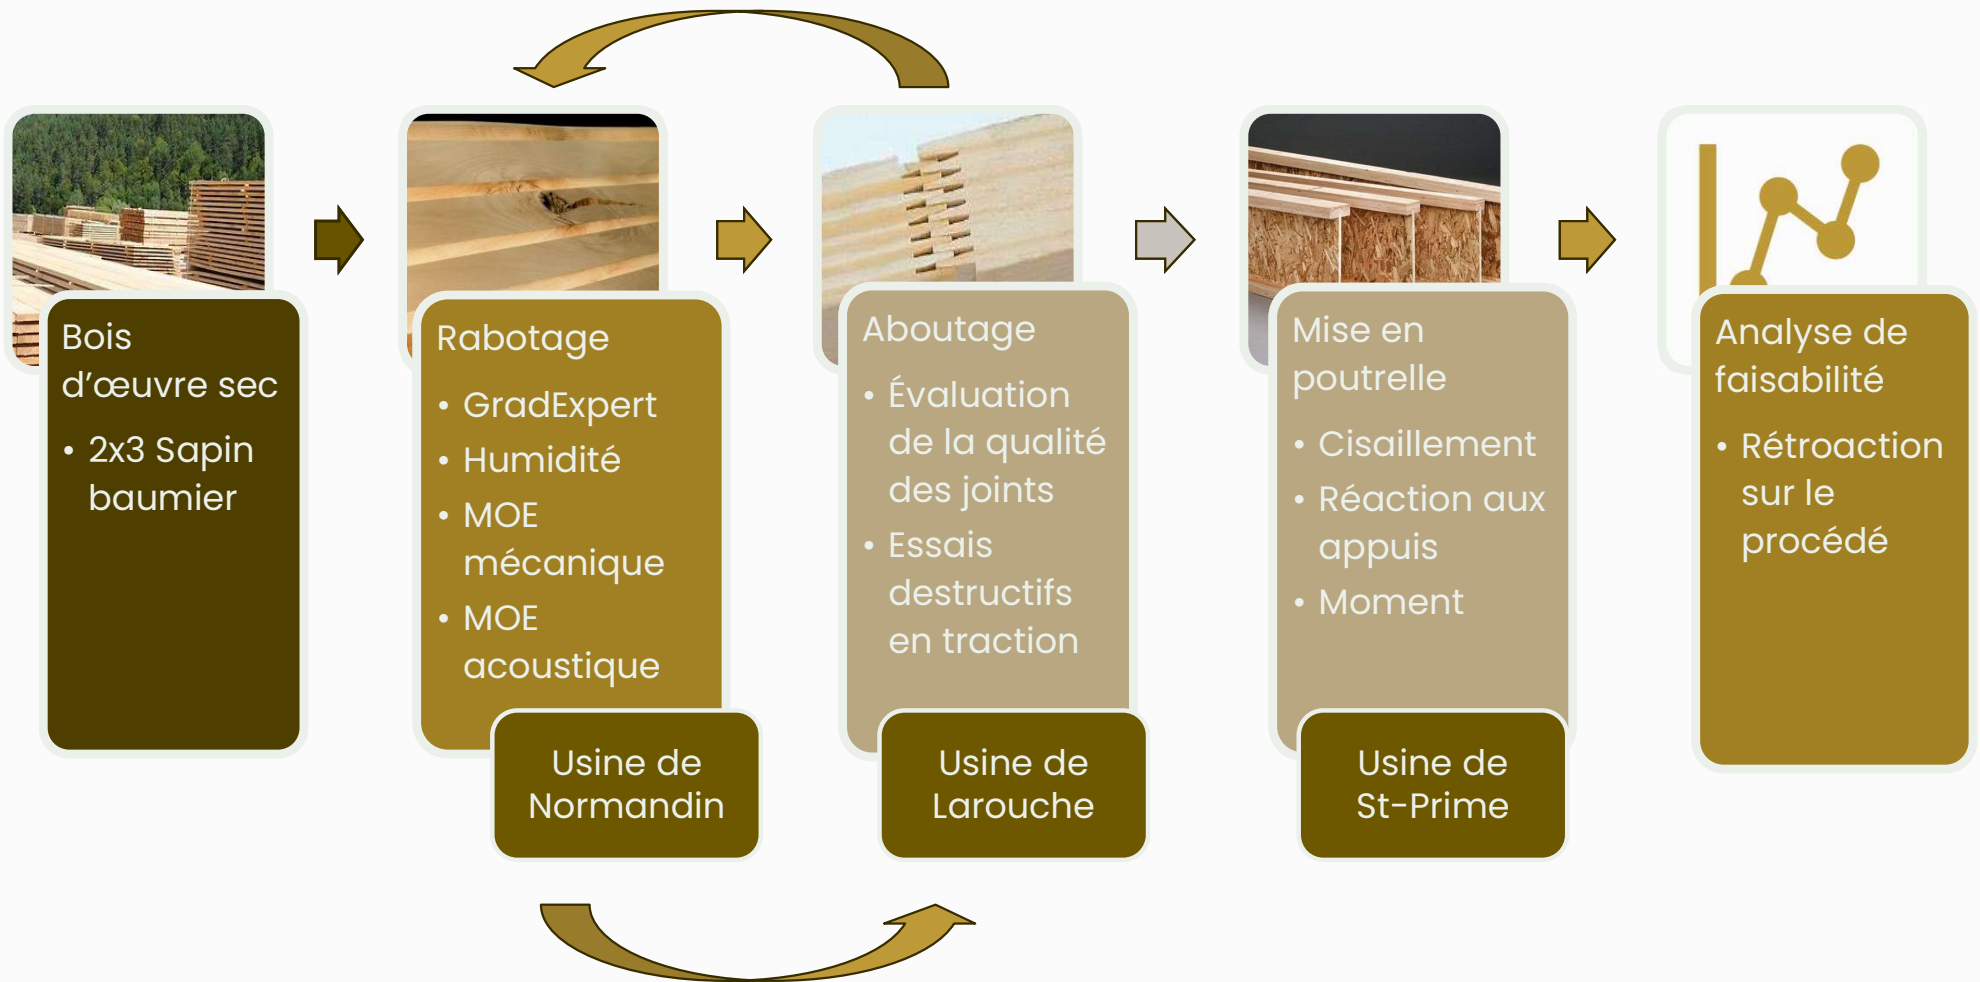 Bois
d’œuvre sec
• 2x3 Sapin
baumier
Rabotage
• GradExpert
• Humidité
• MOE
mécanique
• MOE
acoustique
Usine de
Normandin
Aboutage
• Évaluation
de la qualité
des joints
• Essais
destructifs
en traction
Usine de
Larouche
Mise en
poutrelle
• Cisaillement
• Réaction aux
appuis
• Moment
Usine de
St-Prime
Analyse de
faisabilité
• Rétroaction
sur le
procédé